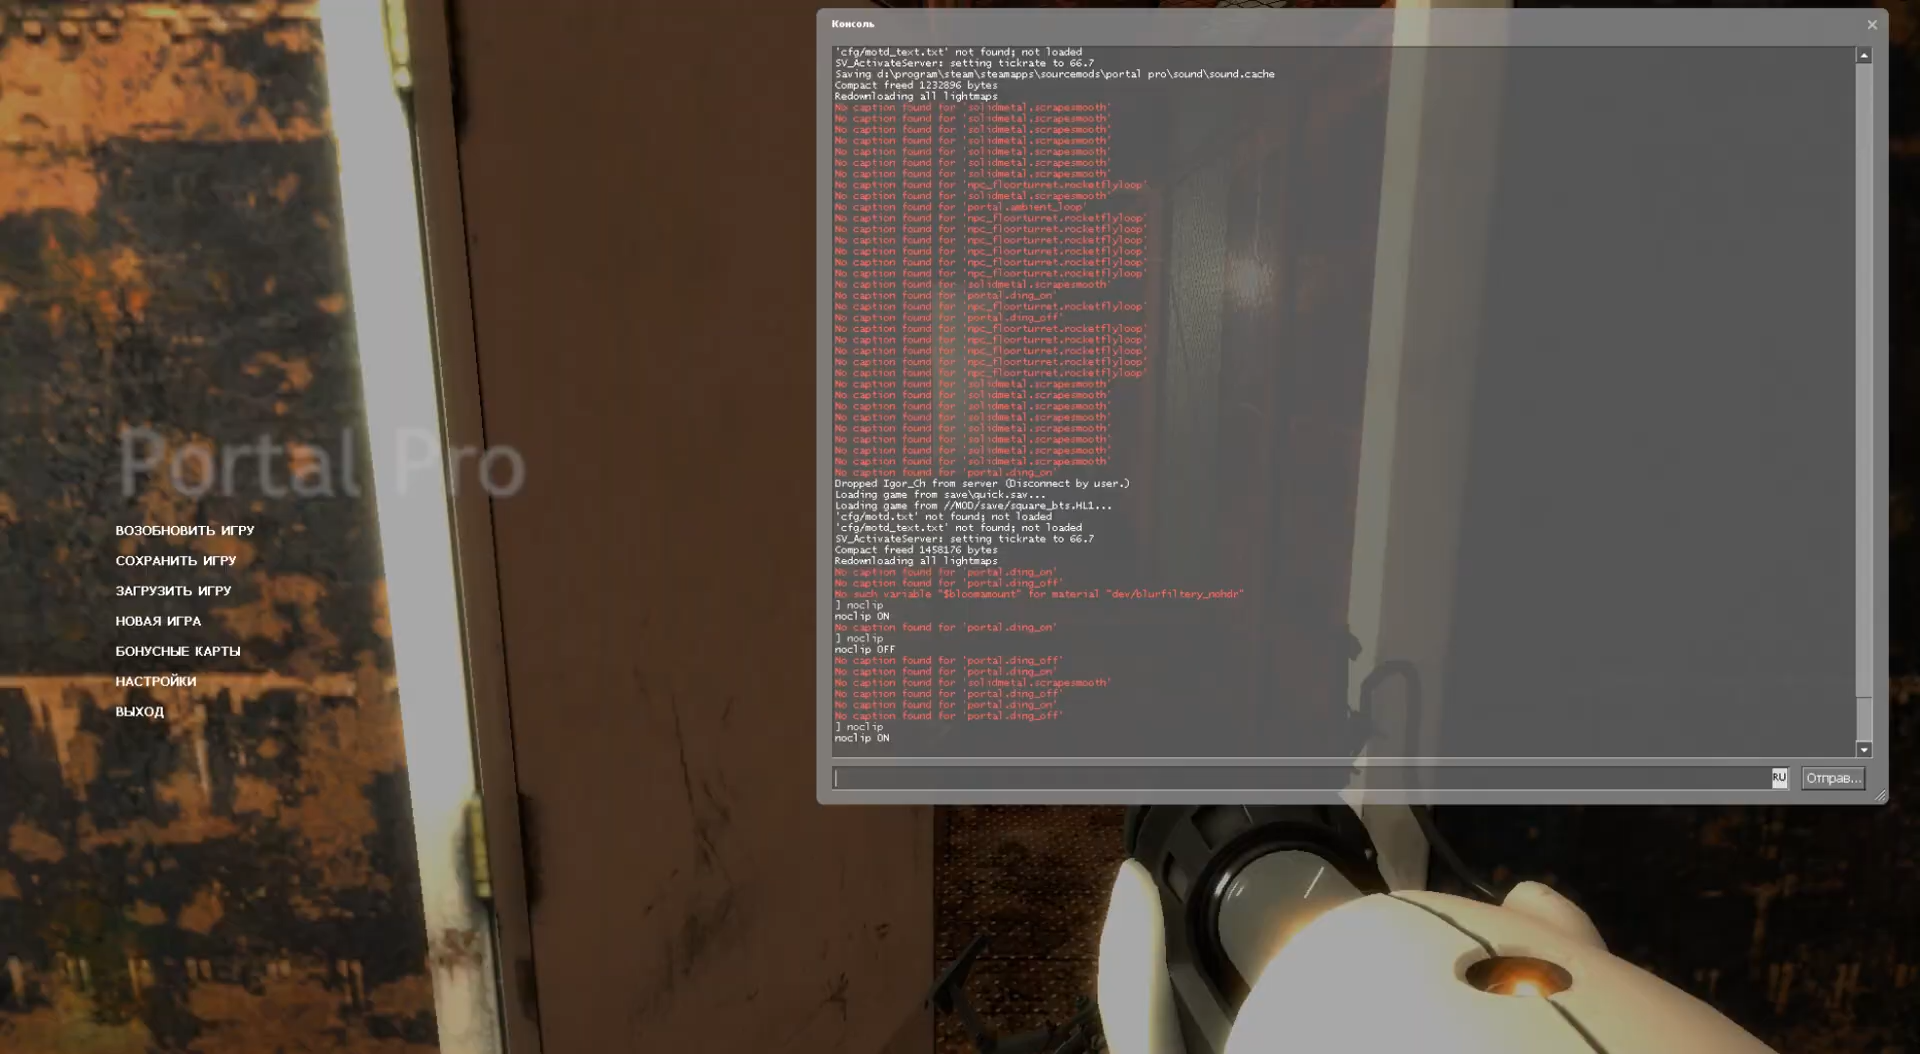 Консоль
'cfg/motd_text.txt' not found; not loaded
SV_ActivateServer: setting tickrate to 66.7
Saving d:\program\steam\steamapps\sourcemods\portal pro\sound\sound.cache
Compact freed 1232896 bytes
Redownloading all lightmaps
No caption found for 'solidmetal.scrapesmooth'
No caption found for 'solidmetal.scrapesmooth'
No caption found for 'solidmetal.scrapesmooth'
No caption found for 'solidmetal.scrapesmooth'
No caption found for 'solidmetal.scrapesmooth'
No caption found for 'solidmetal.scrapesmooth'
No caption found for 'solidmetal.scrapesmooth'
No caption found for 'npc_floorturret.rocketflyloop'
No caption found for 'solidmetal.scrapesmooth'
No caption found for 'portal.ambient_loop'
No caption found for 'npc_floorturret.rocketflyloop'
No caption found for 'npc_floorturret.rocketflyloop'
No caption found for 'npc_floorturret.rocketflyloop'
No caption found for 'npc_floorturret.rocketflyloop'
No caption found for 'npc_floorturret.rocketflyloop'
No caption found for 'npc_floorturret.rocketflyloop'
No caption found for 'solidmetal.scrapesmooth'
No caption found for 'portal.ding_on'
No caption found for 'npc_floorturret.rocketflyloop'
No caption found for 'portal.ding_off'
No caption found for 'npc_floorturret.rocketflyloop'
No caption found for 'npc_floorturret.rocketflyloop'
No caption found for 'npc_floorturret.rocketflyloop'
No caption found for 'npc_floorturret.rocketflyloop'
No caption found for 'npc_floorturret.rocketflyloop'
No caption found for 'solidmetal.scrapesmooth'
No caption found for 'solidmetal.scrapesmooth'
No caption found for 'solidmetal.scrapesmooth'
No caption found for 'solidmetal.scrapesmooth'
No caption found for 'solidmetal.scrapesmooth'
No caption found for 'solidmetal.scrapesmooth'
No caption found for 'solidmetal.scrapesmooth'
No caption found for 'solidmetal.scrapesmooth'
No caption found for 'portal.ding_on'
Dropped Igor_Ch from server (Disconnect by user.)
Loading game from save\quick.sav...
Loading game from //MOD/save/square_bts.HL1...
'cfg/motd.txt' not found; not loaded
'cfg/motd_text.txt' not found; not loaded
SV_ActivateServer: setting tickrate to 66.7
Compact freed 1458176 bytes
Redownloading all lightmaps
No caption found for 'portal.ding_on'
No caption found for 'portal.ding_off'
No such variable "$bloomamount" for material "dev/blurfiltery_nohdr"
] noclip
noclip ON
No caption found for 'portal.ding_on'
] noclip
noclip OFF
No caption found for 'portal.ding_off'
No caption found for 'portal.ding_on'
No caption found for 'solidmetal.scrapesmooth'
No caption found for 'portal.ding_off'
No caption found for 'portal.ding_on'
No caption found for 'portal.ding_off'
] noclip
noclip ON
RU
Отправ...
Portal Pro
ВОЗОБНОВИТЬ ИГРУ
СОХРАНИТЬ ИГРУ
ЗАГРУЗИТЬ ИГРУ
НОВАЯ ИГРА
БОНУСНЫЕ КАРТЫ
НАСТРОЙКИ
ВЫХОД